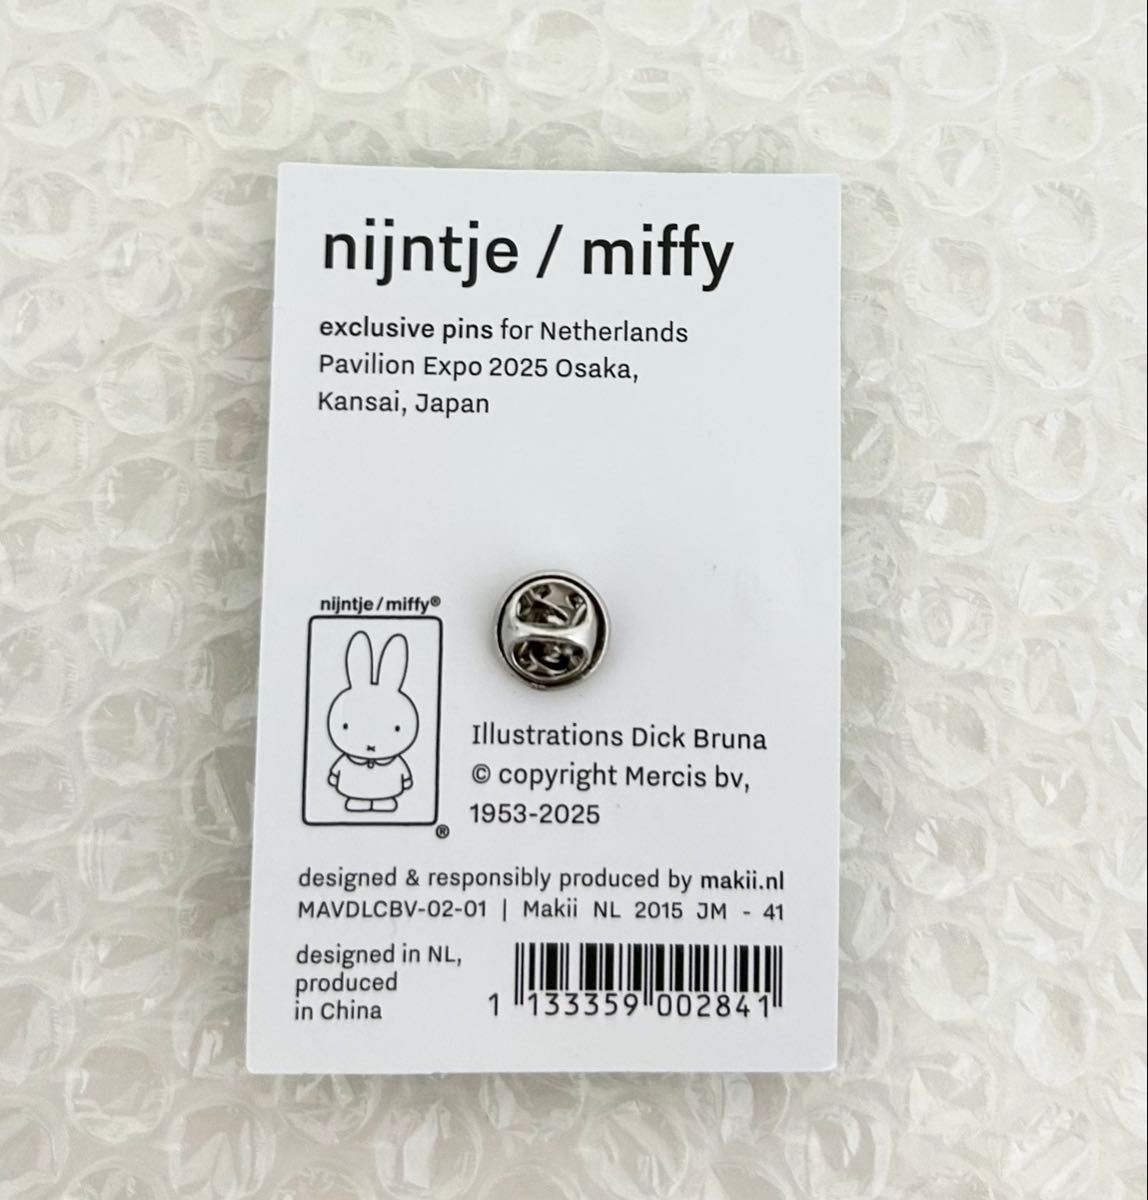 nijntje / miffy
exclusive pins for Netherlands
Pavilion Expo 2025 Osaka,
Kansai, Japan
nijntje / miffy®
®
Illustrations Dick Bruna
© copyright Mercis bv,
1953-2025
designed & responsibly produced by makii.nl
MAVDLCBV-02-01 | Makii NL 2015 JM - 41
designed in NL,
produced
in China
1 133359 002841